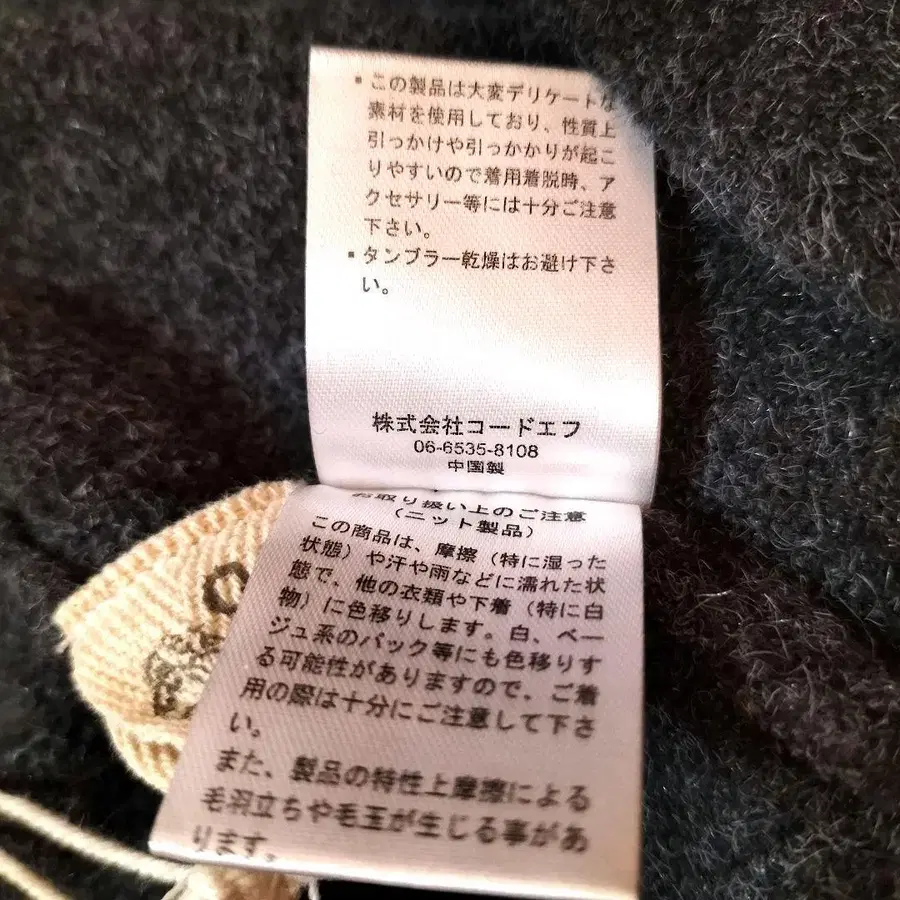 ・この製品は大変デリケートな
素材を使用しており、性質上
引っかけや引っかかりが起こ
りやすいので着用着脱時、ア
クセサリー等には十分ご注意
下さい。
・タンブラー乾燥はお避け下さ
い。
株式会社コードエフ
06-6535-8108
中国製
お取り扱い上のご注意
（ニット製品）
この商品は、摩擦（特に湿った
状態）や汗や雨などに濡れた状
態で、他の衣類や下着（特に白
物）に色移りします。白、ベー
ジュ系のバック等にも色移りす
る可能性がありますので、ご着
用の際は十分にご注意して下さ
い。
また、製品の特性上摩擦による
毛羽立ちや毛玉が生じる事があ
ります。